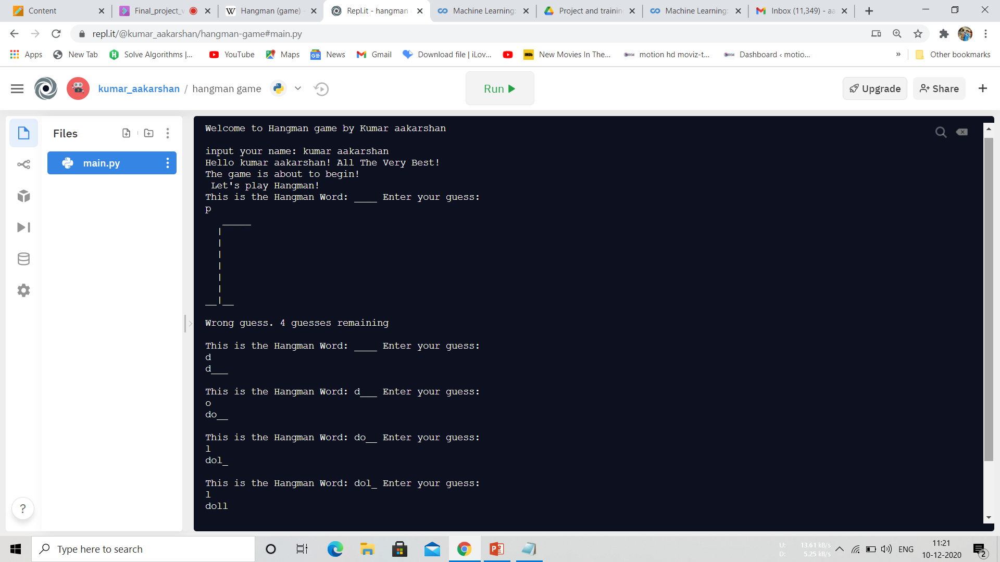 Content
Final_project_v
Hangman (game) -
Repl.it - hangman
Machine Learning:
Project and trainin
Machine Learning:
Inbox (11,349) - aa
repl.it/@kumar_aakarshan/hangman-game#main.py
Apps
New Tab
Solve Algorithms |...
YouTube
Maps
News
Gmail
Download file | iLov...
New Movies In The...
motion hd moviz-t...
Dashboard ‹ motio...
»
Other bookmarks
kumar_aakarshan / hangman game
Run
Upgrade
Share
Files
main.py
Welcome to Hangman game by Kumar aakarshan
input your name: kumar aakarshan
Hello kumar aakarshan! All The Very Best!
The game is about to begin!
Let's play Hangman!
This is the Hangman Word: ____ Enter your guess:
p
_____
|
|
|
|
|
|
__|__
Wrong guess. 4 guesses remaining
This is the Hangman Word: ____ Enter your guess:
d
d___
This is the Hangman Word: d___ Enter your guess:
o
do__
This is the Hangman Word: do__ Enter your guess:
l
dol_
This is the Hangman Word: dol_ Enter your guess:
l
doll
?
Type here to search
U: 13.61 kB/s
D: 5.25 kB/s
ENG
11:21
10-12-2020
2